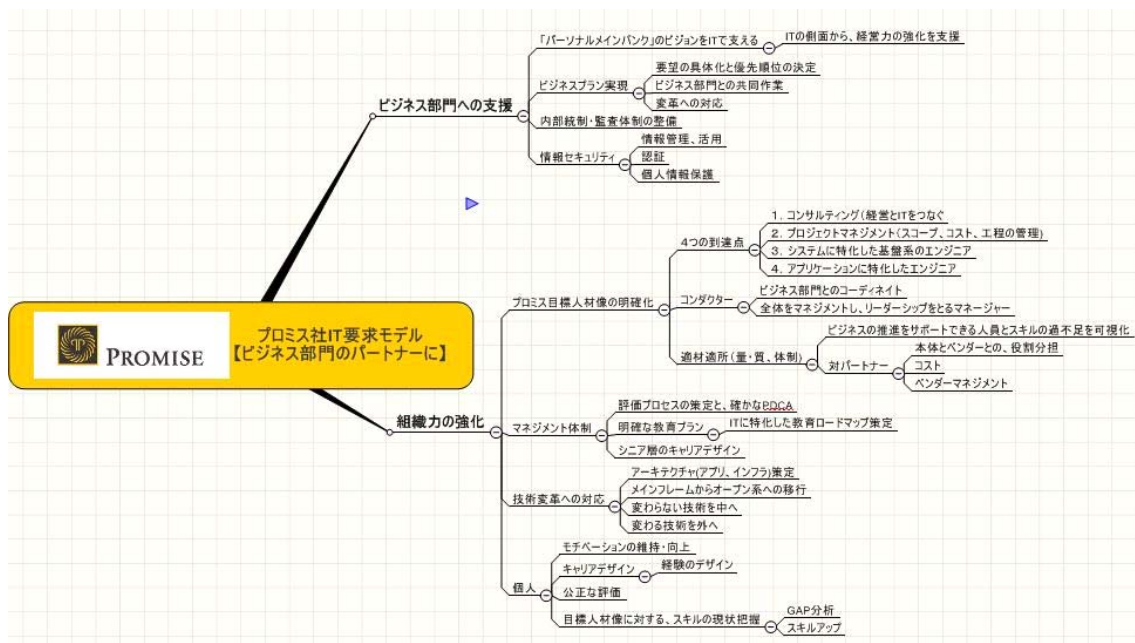 PROMISE
プロミス社IT要求モデル
【ビジネス部門のパートナーに】
ビジネス部門への支援
「パーソナルメインバンク」のビジョンをITで支える
ITの側面から、経営力の強化を支援
ビジネスプラン実現
要望の具体化と優先順位の決定
ビジネス部門との共同作業
変革への対応
内部統制・監査体制の整備
情報セキュリティ
情報管理、活用
認証
個人情報保護
組織力の強化
プロミス目標人材像の明確化
4つの到達点
1. コンサルティング(経営とITをつなぐ
2. プロジェクトマネジメント(スコープ、コスト、工程の管理)
3. システムに特化した基盤系のエンジニア
4. アプリケーションに特化したエンジニア
コンダクター
ビジネス部門とのコーディネイト
全体をマネジメントし、リーダーシップをとるマネージャー
適材適所(量・質、体制)
ビジネスの推進をサポートできる人員とスキルの過不足を可視化
対パートナー
本体とベンダーとの、役割分担
コスト
ベンダーマネジメント
マネジメント体制
評価プロセスの策定と、確かなPDCA
明確な教育プラン
ITに特化した教育ロードマップ策定
シニア層のキャリアデザイン
技術変革への対応
アーキテクチャ(アプリ、インフラ)策定
メインフレームからオープン系への移行
変わらない技術を中へ
変わる技術を外へ
個人
モチベーションの維持・向上
キャリアデザイン
経験のデザイン
公正な評価
目標人材像に対する、スキルの現状把握
GAP分析
スキルアップ